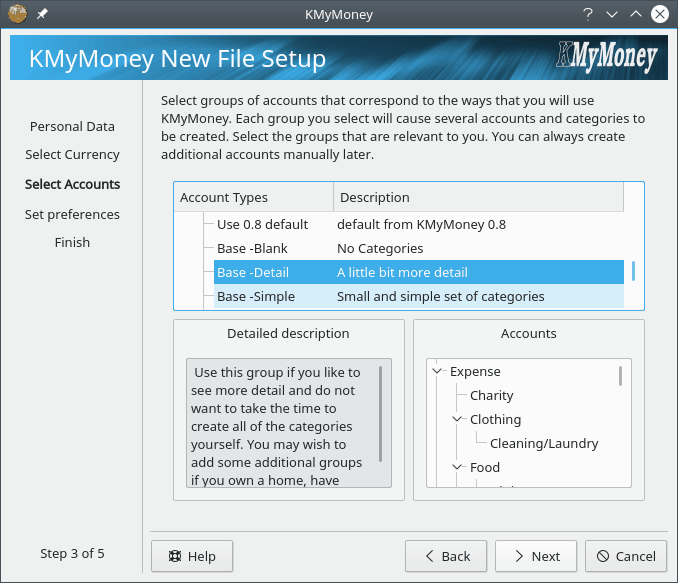 KMyMoney
KMyMoney New File Setup
KMyMoney
Personal Data
Select Currency
Select Accounts
Set preferences
Finish
Step 3 of 5
Select groups of accounts that correspond to the ways that you will use
KMyMoney. Each group you select will cause several accounts and categories to
be created. Select the groups that are relevant to you. You can always create
additional accounts manually later.
Account Types Description
Use 0.8 default default from KMyMoney 0.8
Base -Blank No Categories
Base -Detail A little bit more detail
Base -Simple Small and simple set of categories
Detailed description
Use this group if you like to
see more detail and do not
want to take the time to
create all of the categories
yourself. You may wish to
add some additional groups
if you own a home, have
Accounts
Expense
Charity
Clothing
Cleaning/Laundry
Food
Help
Back
Next
Cancel